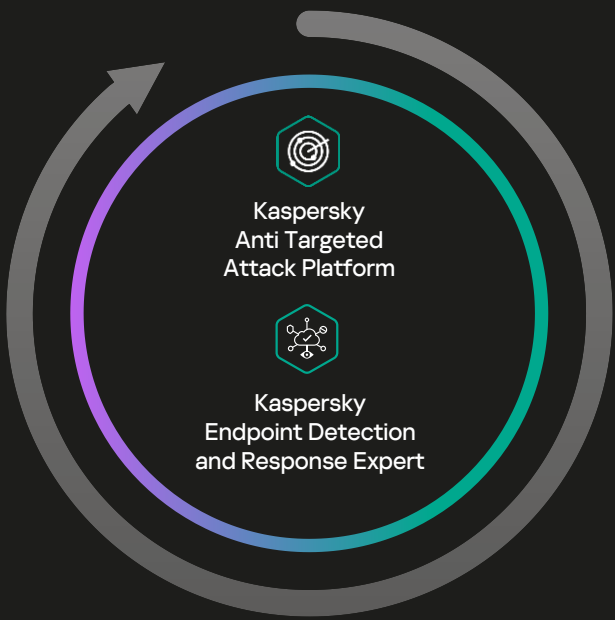 Kaspersky
Anti Targeted
Attack Platform
Kaspersky
Endpoint Detection
and Response Expert